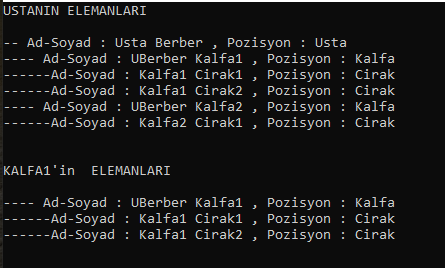 USTANIN ELEMANLARI
-- Ad-Soyad : Usta Berber , Pozisyon : Usta
---- Ad-Soyad : UBerber Kalfa1 , Pozisyon : Kalfa
------Ad-Soyad : Kalfa1 Cirak1 , Pozisyon : Cirak
------Ad-Soyad : Kalfa1 Cirak2 , Pozisyon : Cirak
---- Ad-Soyad : UBerber Kalfa2 , Pozisyon : Kalfa
------Ad-Soyad : Kalfa2 Cirak1 , Pozisyon : Cirak
KALFA1'in  ELEMANLARI
---- Ad-Soyad : UBerber Kalfa1 , Pozisyon : Kalfa
------Ad-Soyad : Kalfa1 Cirak1 , Pozisyon : Cirak
------Ad-Soyad : Kalfa1 Cirak2 , Pozisyon : Cirak